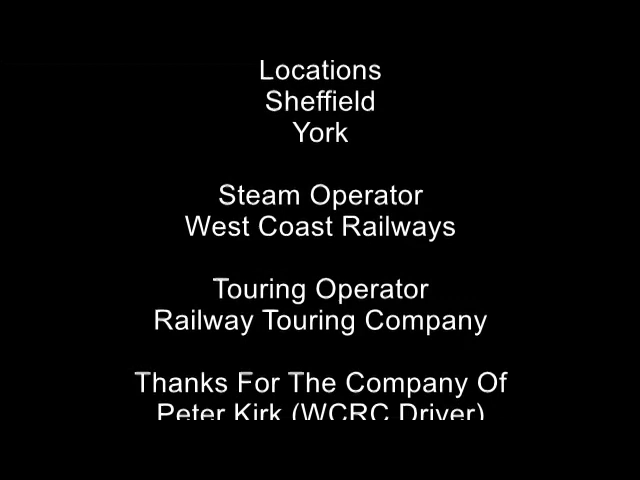 Locations
Sheffield
York
Steam Operator
West Coast Railways
Touring Operator
Railway Touring Company
Thanks For The Company Of
Peter Kirk (WCRC Driver)